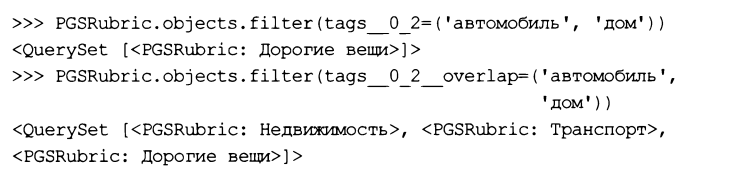 >>> PGSRubric.objects.filter(tags__0_2=('автомобиль', 'дом'))
<QuerySet [<PGSRubric: Дорогие вещи>]>
>>> PGSRubric.objects.filter(tags__0_2__overlap=('автомобиль',
'дом'))
<QuerySet [<PGSRubric: Недвижимость>, <PGSRubric: Транспорт>,
<PGSRubric: Дорогие вещи>]>